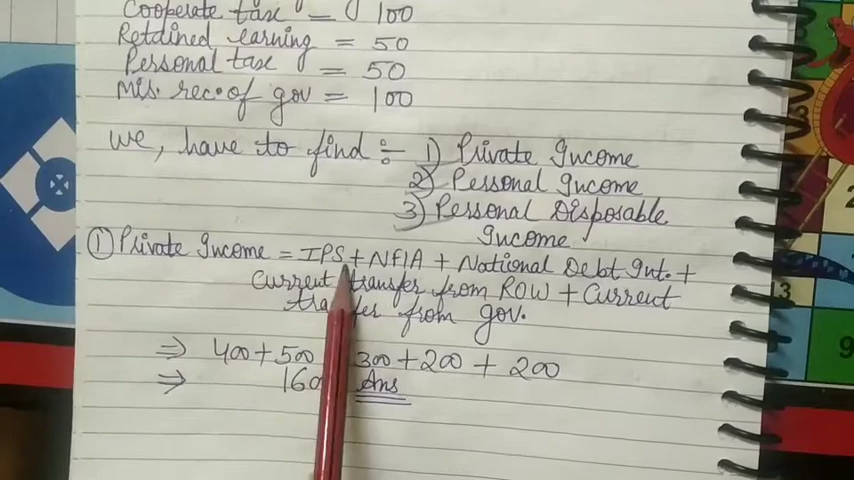 Cooperate tax = 100
Retained earning = 50
Personal tax = 50
Mis. rec. of gov = 100
We, have to find :- 1) Private Income
2) Personal Income
3) Personal Disposable
Income
① Private Income = IPS + NFIA + National Debt Int. +
Current transfer from ROW + Current
transfer from gov.
⇒ 400 + 500 300 + 200 + 200
⇒ 160 Ans
3
9